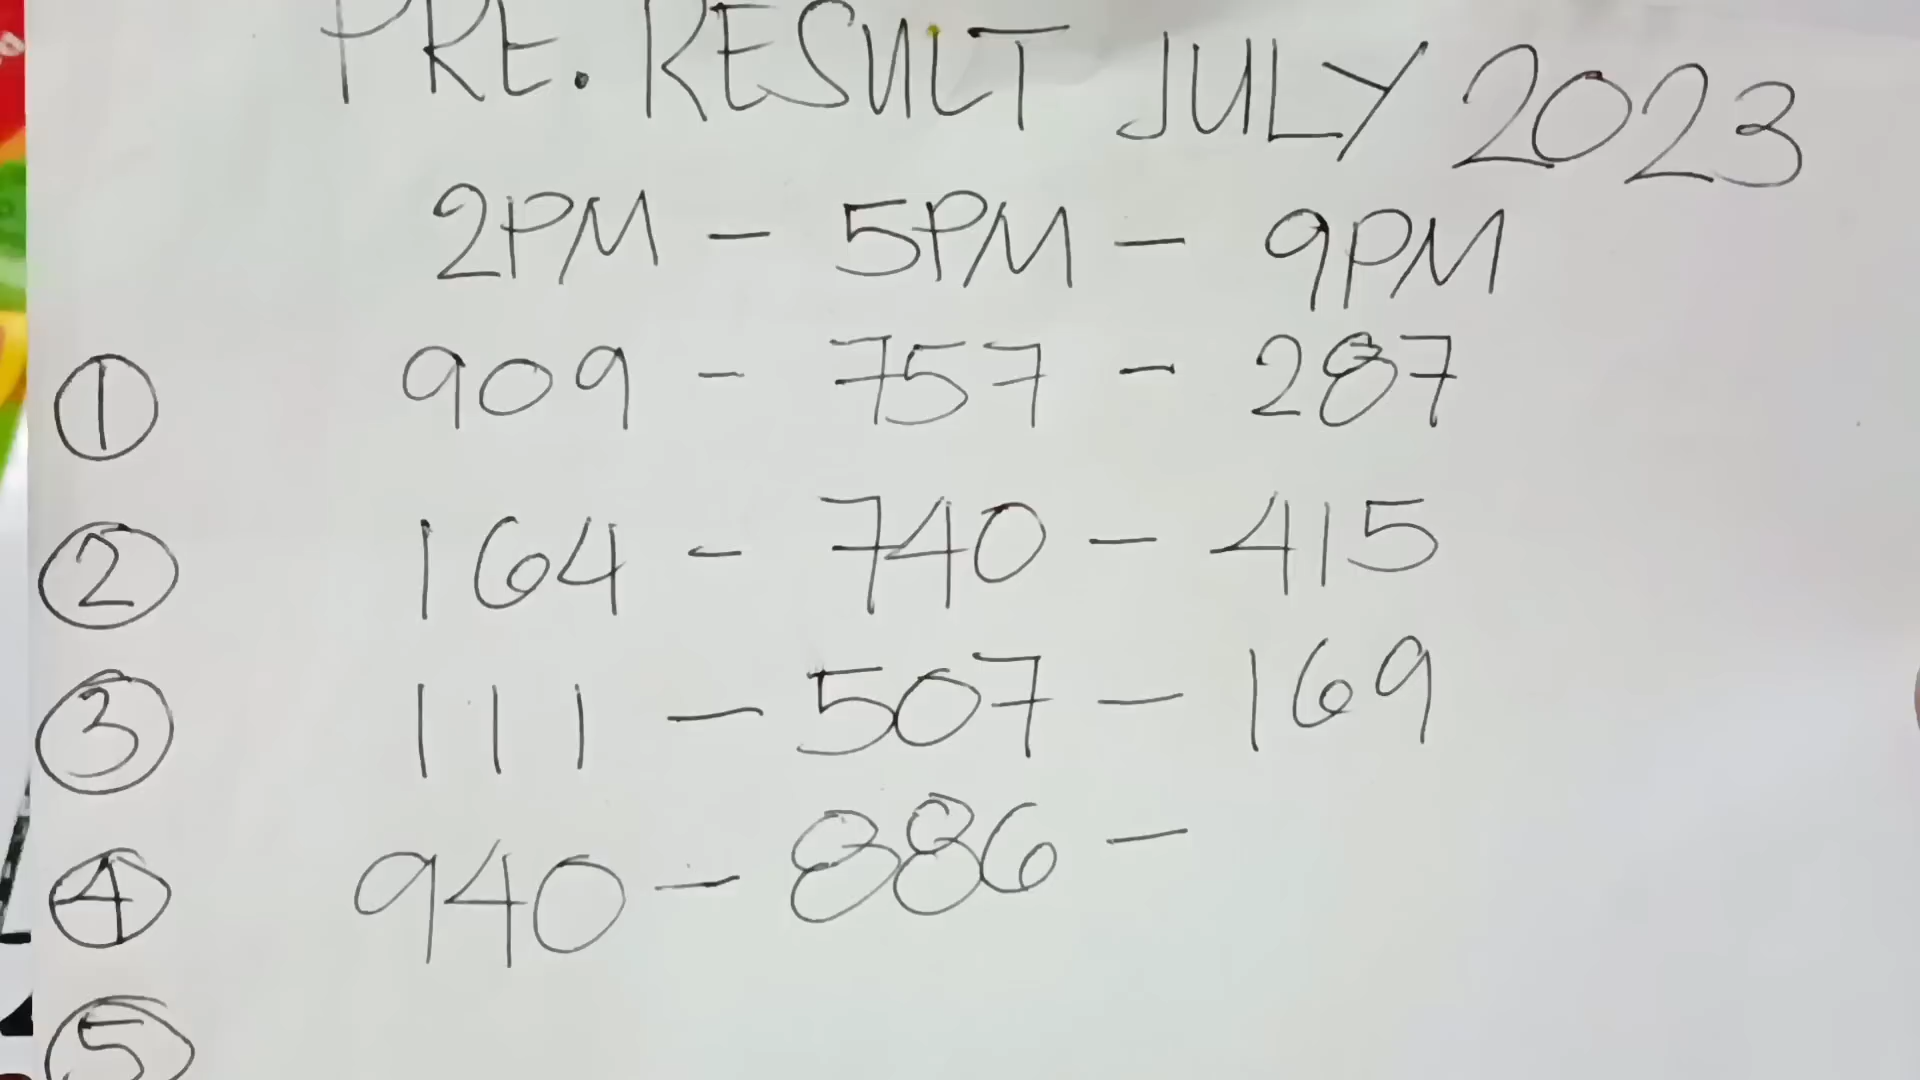 PRE. RESULT JULY 2023
2PM - 5PM - 9PM
1 909 - 757 - 287
2 164 - 740 - 415
3 111 - 507 - 169
4 940 - 886 -
5